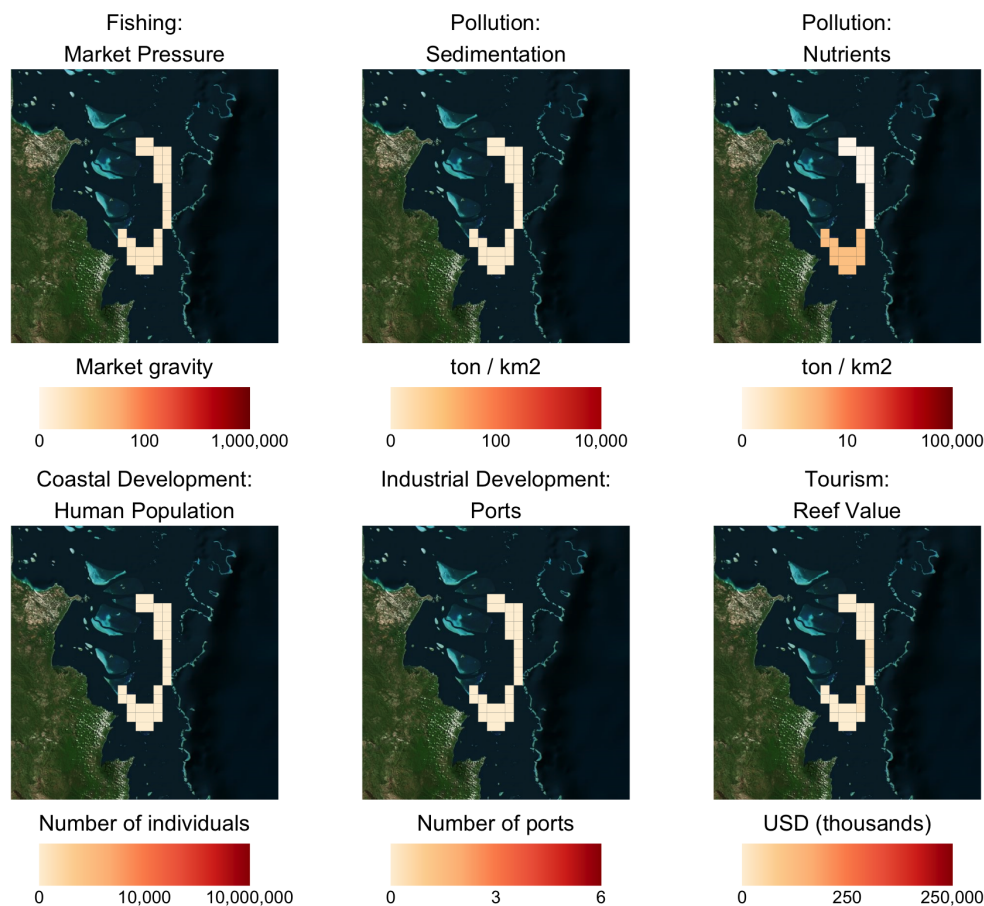 Fishing:
Market Pressure
Pollution:
Sedimentation
Pollution:
Nutrients
Market gravity
0 100 1,000,000
ton / km2
0 100 10,000
ton / km2
0 10 100,000
Coastal Development:
Human Population
Industrial Development:
Ports
Tourism:
Reef Value
Number of individuals
0 10,000 10,000,000
Number of ports
0 3 6
USD (thousands)
0 250 250,000